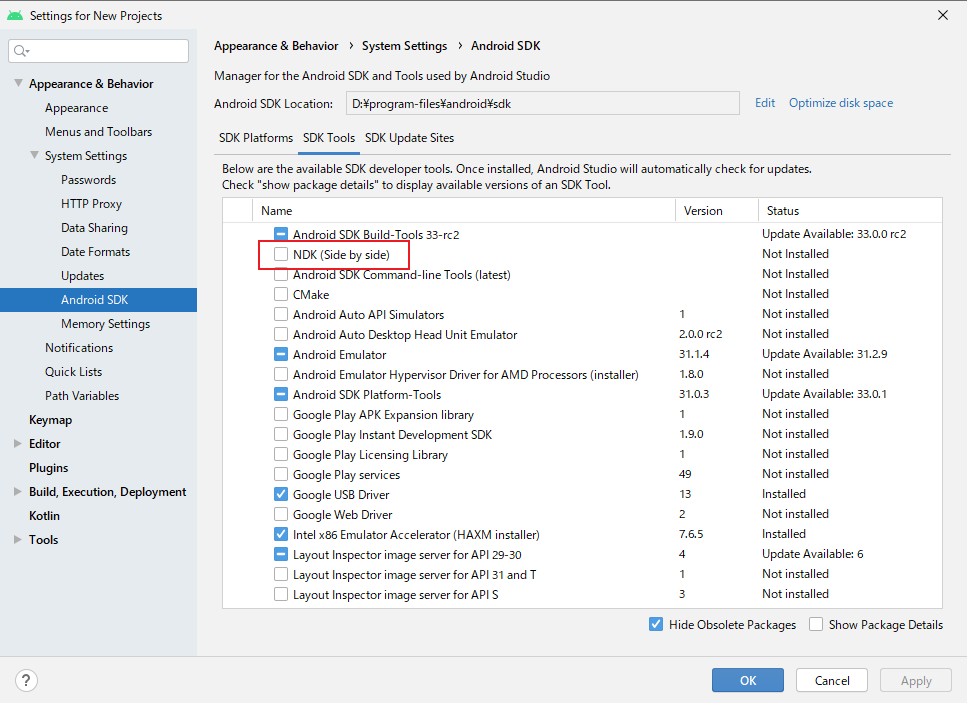 Settings for New Projects
Appearance & Behavior
Appearance
Menus and Toolbars
System Settings
Passwords
HTTP Proxy
Data Sharing
Date Formats
Updates
Android SDK
Memory Settings
Notifications
Quick Lists
Path Variables
Keymap
Editor
Plugins
Build, Execution, Deployment
Kotlin
Tools
Appearance & Behavior › System Settings › Android SDK
Manager for the Android SDK and Tools used by Android Studio
Android SDK Location: D:¥program-files¥android¥sdk Edit Optimize disk space
SDK Platforms SDK Tools SDK Update Sites
Below are the available SDK developer tools. Once installed, Android Studio will automatically check for updates.
Check "show package details" to display available versions of an SDK Tool.
Name Version Status
Android SDK Build-Tools 33-rc2 Update Available: 33.0.0 rc2
NDK (Side by side) Not Installed
Android SDK Command-line Tools (latest) Not Installed
CMake Not Installed
Android Auto API Simulators 1 Not installed
Android Auto Desktop Head Unit Emulator 2.0.0 rc2 Not installed
Android Emulator 31.1.4 Update Available: 31.2.9
Android Emulator Hypervisor Driver for AMD Processors (installer) 1.8.0 Not installed
Android SDK Platform-Tools 31.0.3 Update Available: 33.0.1
Google Play APK Expansion library 1 Not installed
Google Play Instant Development SDK 1.9.0 Not installed
Google Play Licensing Library 1 Not installed
Google Play services 49 Not installed
Google USB Driver 13 Installed
Google Web Driver 2 Not installed
Intel x86 Emulator Accelerator (HAXM installer) 7.6.5 Installed
Layout Inspector image server for API 29-30 4 Update Available: 6
Layout Inspector image server for API 31 and T 1 Not installed
Layout Inspector image server for API S 3 Not installed
Hide Obsolete Packages Show Package Details
? OK Cancel Apply